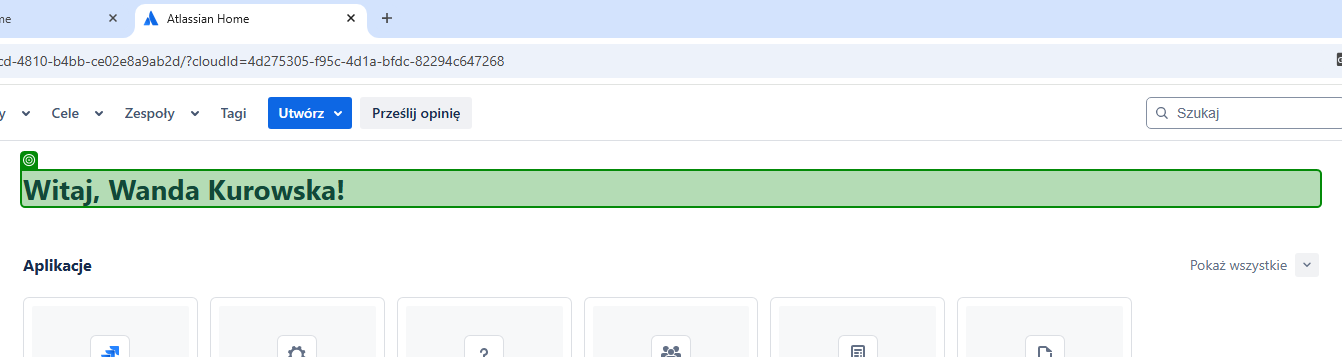 me
Atlassian Home
cd-4810-b4bb-ce02e8a9ab2d/?cloudId=4d275305-f95c-4d1a-bfdc-82294c647268
y Cele Zespoły Tagi Utwórz Prześlij opinię Szukaj
Witaj, Wanda Kurowska!
Aplikacje Pokaż wszystkie
?